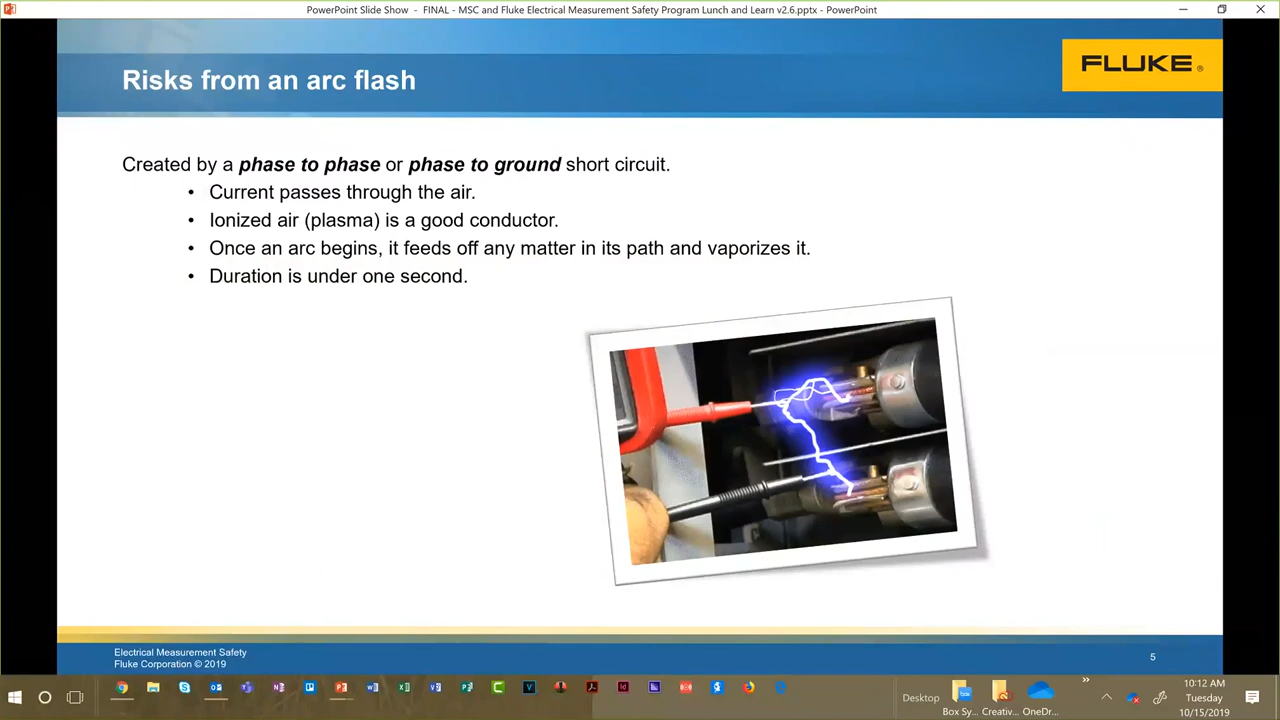 PowerPoint Slide Show - FINAL - MSC and Fluke Electrical Measurement Safety Program Lunch and Learn v2.6.pptx - PowerPoint
Risks from an arc flash
FLUKE®
Created by a phase to phase or phase to ground short circuit.
• Current passes through the air.
• Ionized air (plasma) is a good conductor.
• Once an arc begins, it feeds off any matter in its path and vaporizes it.
• Duration is under one second.
Electrical Measurement Safety
Fluke Corporation © 2019
5
Desktop
Box Sy...
Creativ...
OneDr...
10:12 AM
Tuesday
10/15/2019